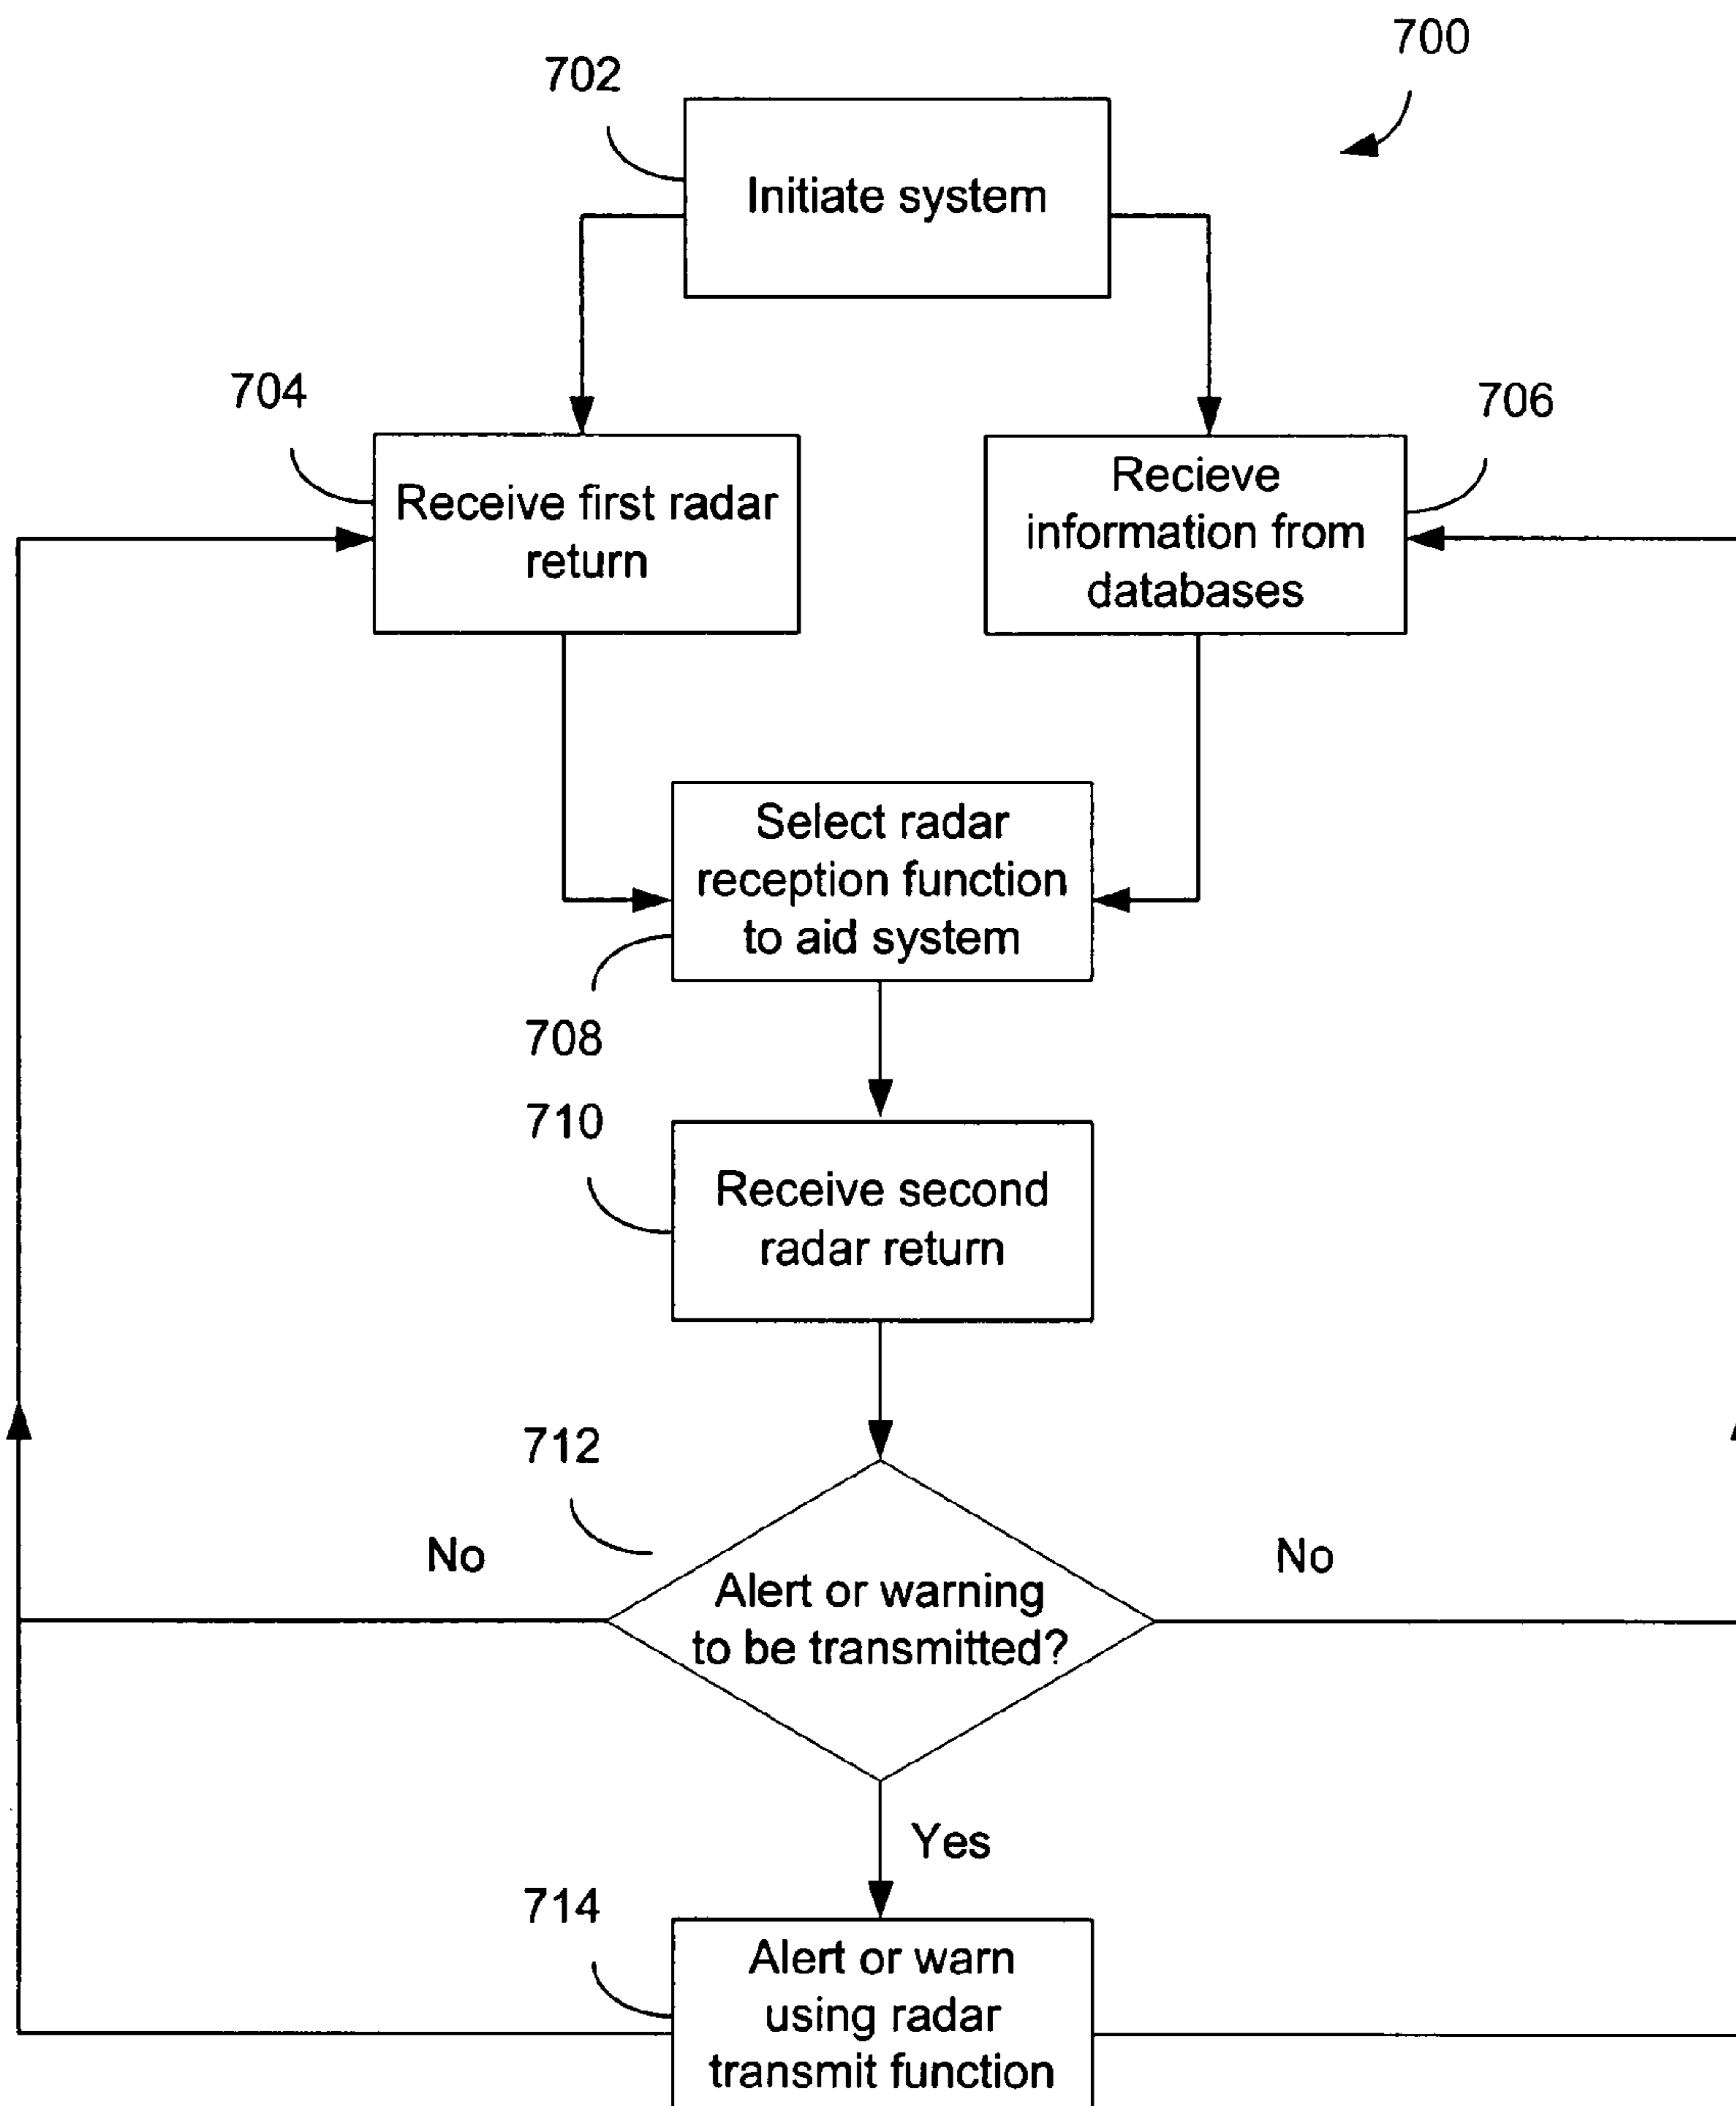 700
702
Initiate system
704
706
Receive first radar
return
Recieve
information from
databases
Select radar
reception function
to aid system
708
710
Receive second
radar return
712
No
No
Alert or warning
to be transmitted?
Yes
714
Alert or warn
using radar
transmit function